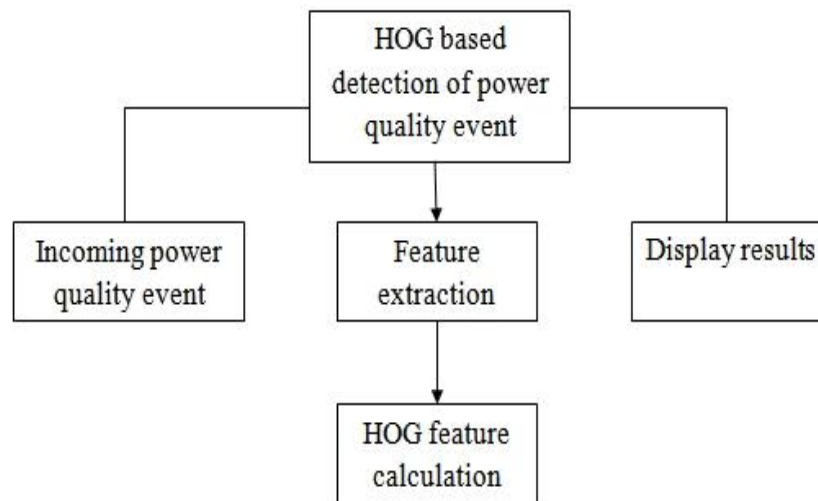 HOG based
detection of power
quality event
Incoming power
quality event
Feature
extraction
Display results
HOG feature
calculation